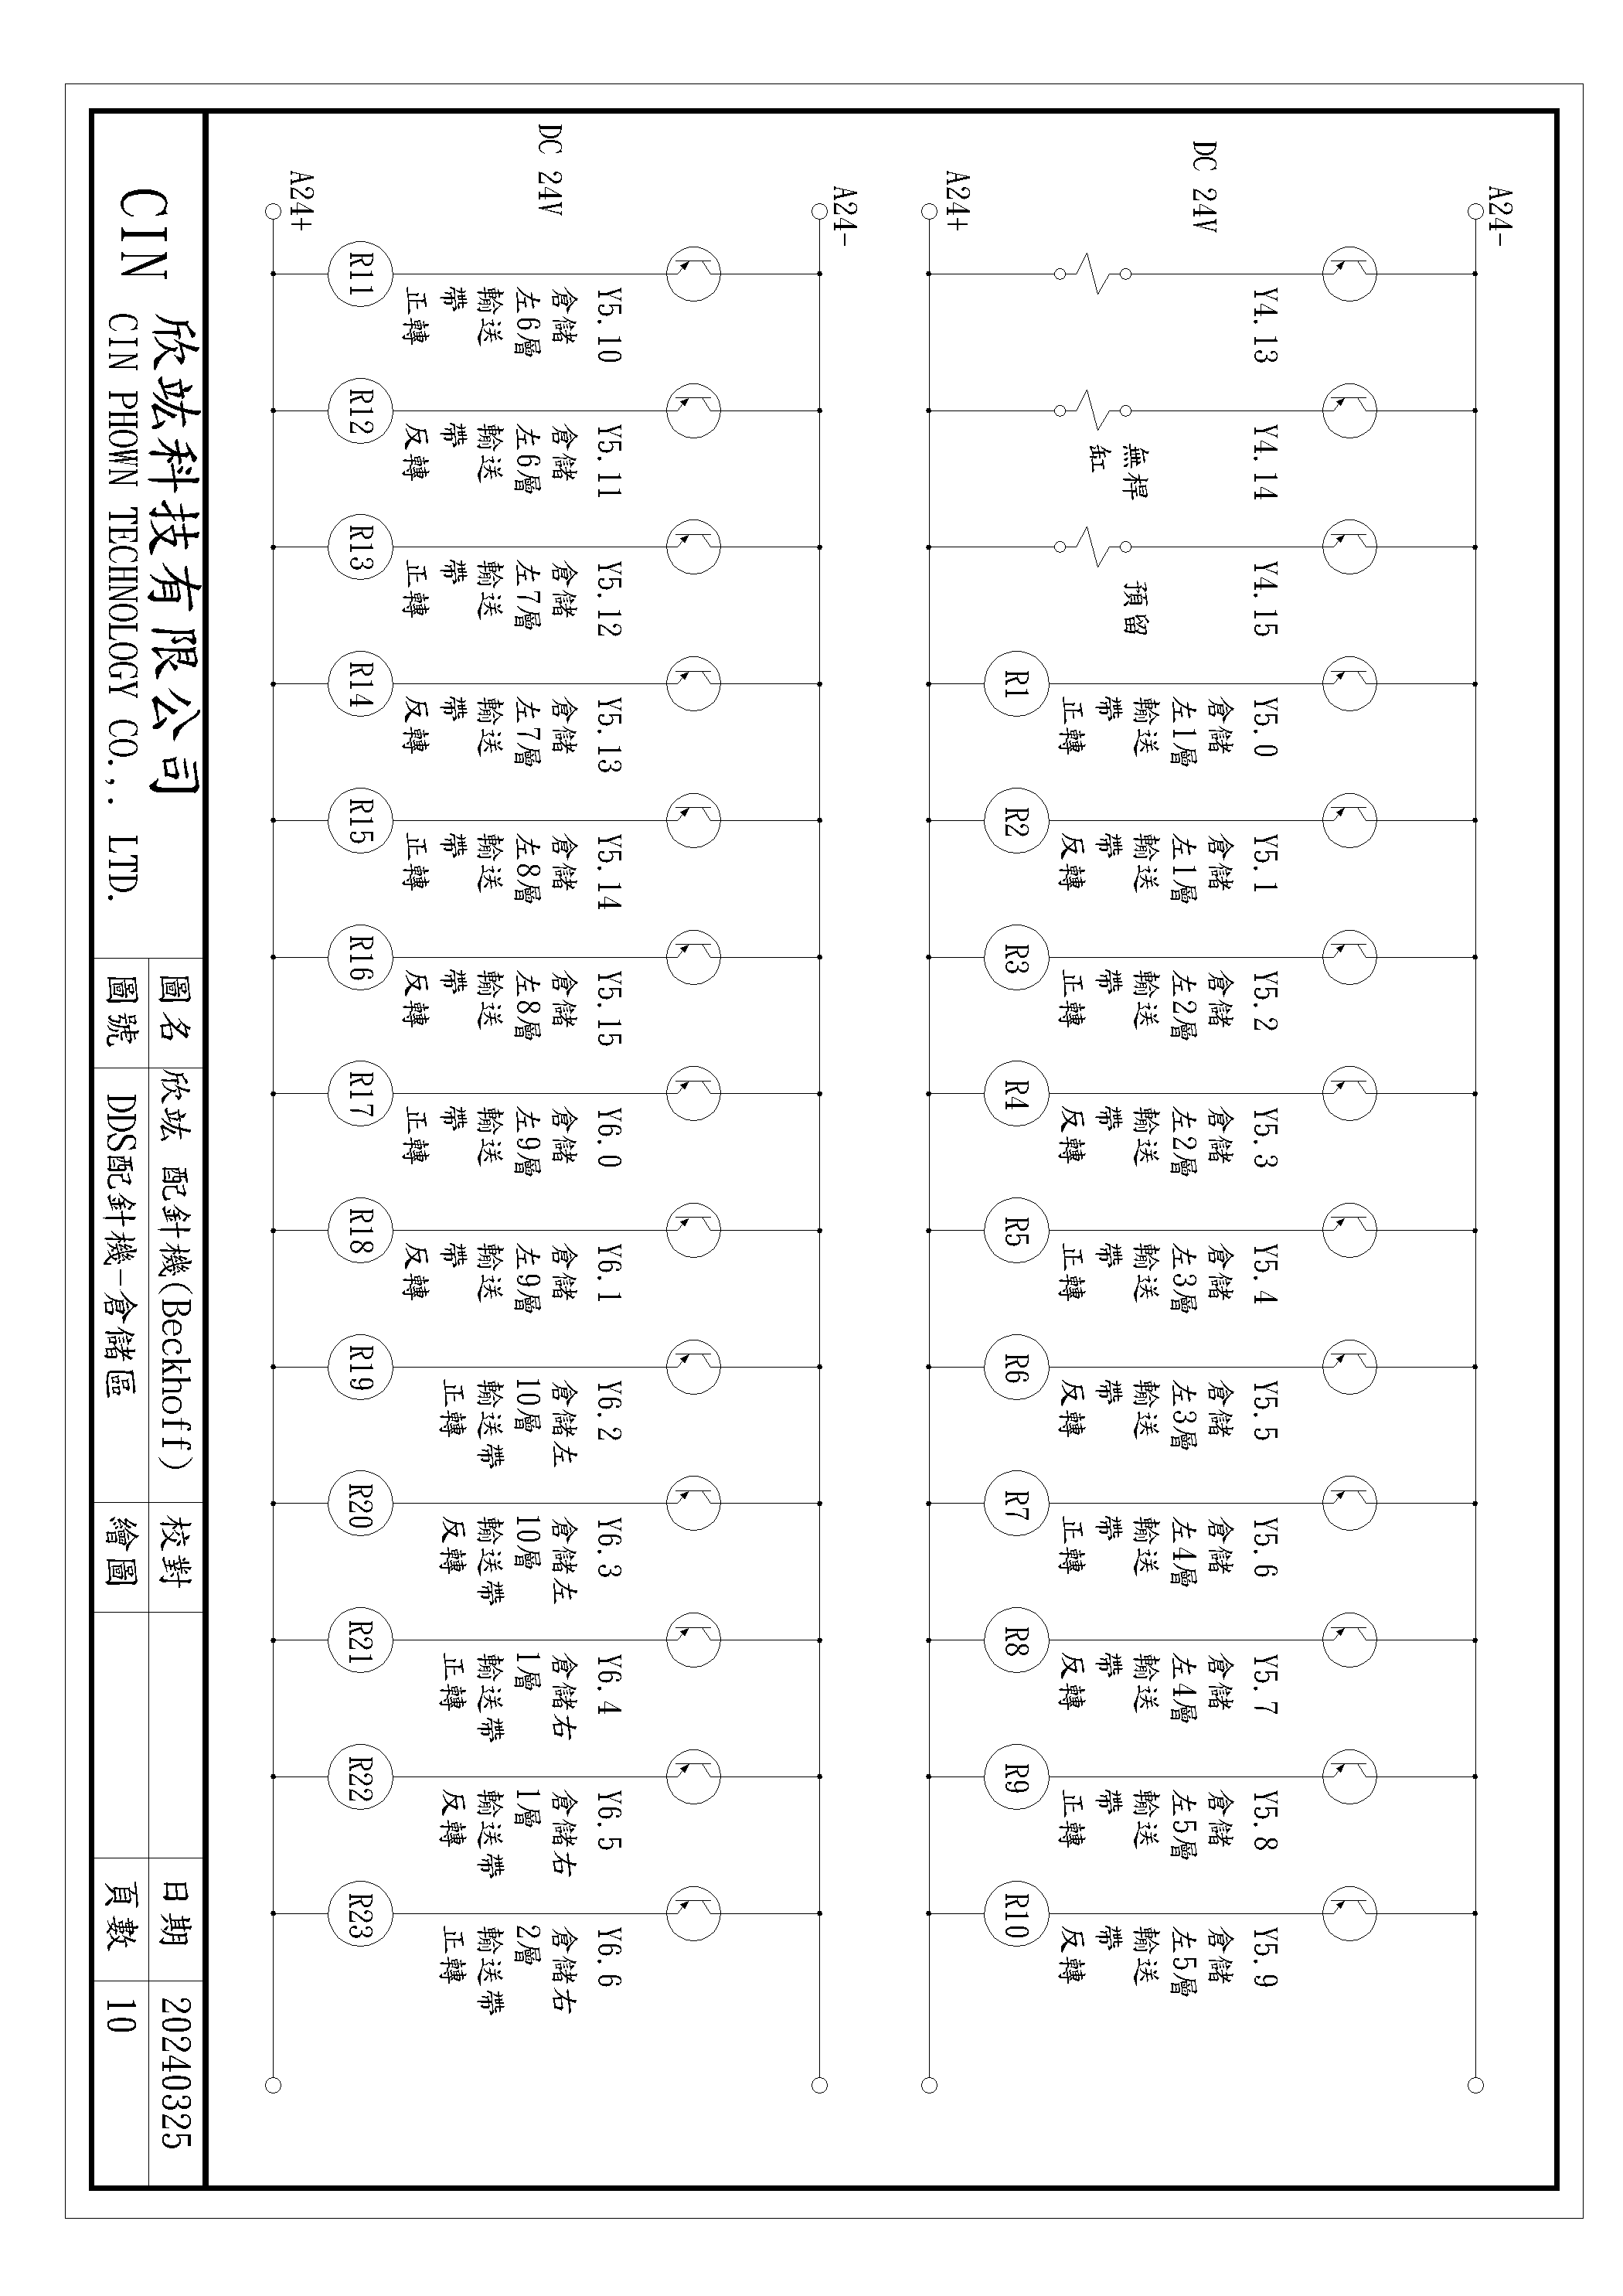 A24-
DC 24V
A24+
Y4.13
Y4.14
無桿
缸
Y4.15
預留
Y5.0
倉儲
左1層
輸送
帶
正轉
R1
Y5.1
倉儲
左1層
輸送
帶
反轉
R2
Y5.2
倉儲
左2層
輸送
帶
正轉
R3
Y5.3
倉儲
左2層
輸送
帶
反轉
R4
Y5.4
倉儲
左3層
輸送
帶
正轉
R5
Y5.5
倉儲
左3層
輸送
帶
反轉
R6
Y5.6
倉儲
左4層
輸送
帶
正轉
R7
Y5.7
倉儲
左4層
輸送
帶
反轉
R8
Y5.8
倉儲
左5層
輸送
帶
正轉
R9
Y5.9
倉儲
左5層
輸送
帶
反轉
R10
A24-
DC 24V
A24+
Y5.10
倉儲
左6層
輸送
帶
正轉
R11
Y5.11
倉儲
左6層
輸送
帶
反轉
R12
Y5.12
倉儲
左7層
輸送
帶
正轉
R13
Y5.13
倉儲
左7層
輸送
帶
反轉
R14
Y5.14
倉儲
左8層
輸送
帶
正轉
R15
Y5.15
倉儲
左8層
輸送
帶
反轉
R16
Y6.0
倉儲
左9層
輸送
帶
正轉
R17
Y6.1
倉儲
左9層
輸送
帶
反轉
R18
Y6.2
倉儲左
10層
輸送帶
正轉
R19
Y6.3
倉儲左
10層
輸送帶
反轉
R20
Y6.4
倉儲右
1層
輸送帶
正轉
R21
Y6.5
倉儲右
1層
輸送帶
反轉
R22
Y6.6
倉儲右
2層
輸送帶
正轉
R23
CIN 欣竑科技有限公司
CIN PHOWN TECHNOLOGY CO.,. LTD.
圖名 欣竑 配針機(Beckhoff) 校對 日期 20240325
圖號 DDS配針機-倉儲區 繪圖 頁數 10